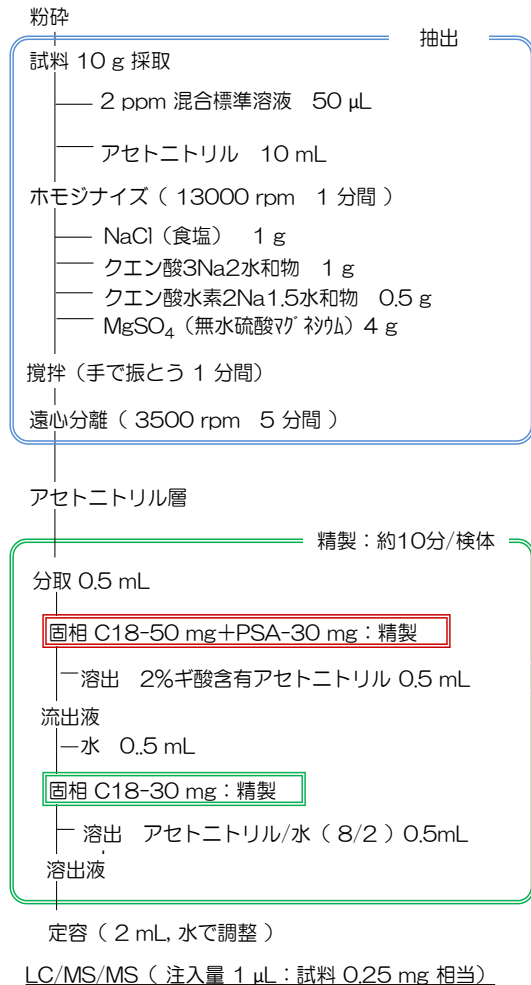 粉砕
抽出
試料 10 g 採取
2 ppm 混合標準溶液 50 μL
アセトニトリル 10 mL
ホモジナイズ（ 13000 rpm 1 分間 ）
NaCl（食塩） 1 g
クエン酸3Na2水和物 1 g
クエン酸水素2Na1.5水和物 0.5 g
MgSO₄（無水硫酸ﾏｸﾞﾈｼｳﾑ）4 g
撹拌（手で振とう 1 分間）
遠心分離（ 3500 rpm 5 分間 ）
アセトニトリル層
精製：約10分/検体
分取 0.5 mL
固相 C18-50 mg＋PSA-30 mg：精製
溶出 2%ギ酸含有アセトニトリル 0.5 mL
流出液
水 0..5 mL
固相 C18-30 mg：精製
溶出 アセトニトリル/水（ 8/2 ）0.5mL
溶出液
定容（ 2 mL, 水で調整 ）
LC/MS/MS（ 注入量 1 μL：試料 0.25 mg 相当）